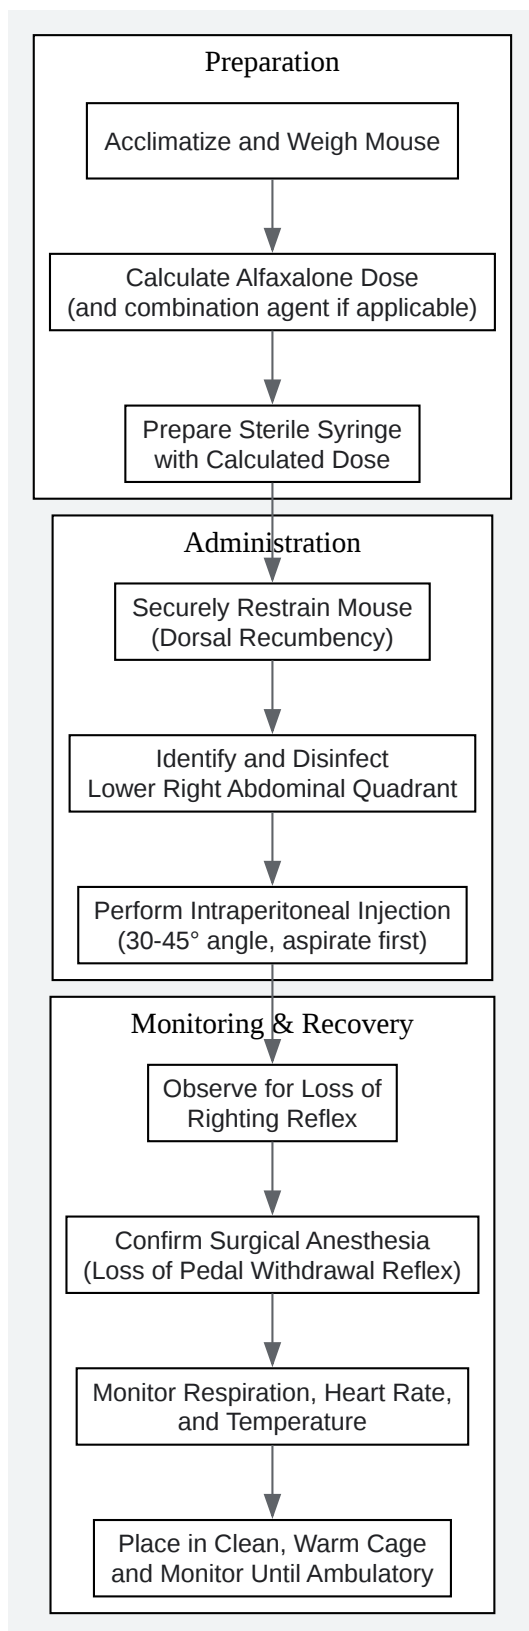 Preparation
Acclimatize and Weigh Mouse
Calculate Alfaxalone Dose
(and combination agent if applicable)
Prepare Sterile Syringe
with Calculated Dose
Administration
Securely Restrain Mouse
(Dorsal Recumbency)
Identify and Disinfect
Lower Right Abdominal Quadrant
Perform Intraperitoneal Injection
(30-45° angle, aspirate first)
Monitoring & Recovery
Observe for Loss of
Righting Reflex
Confirm Surgical Anesthesia
(Loss of Pedal Withdrawal Reflex)
Monitor Respiration, Heart Rate,
and Temperature
Place in Clean, Warm Cage
and Monitor Until Ambulatory